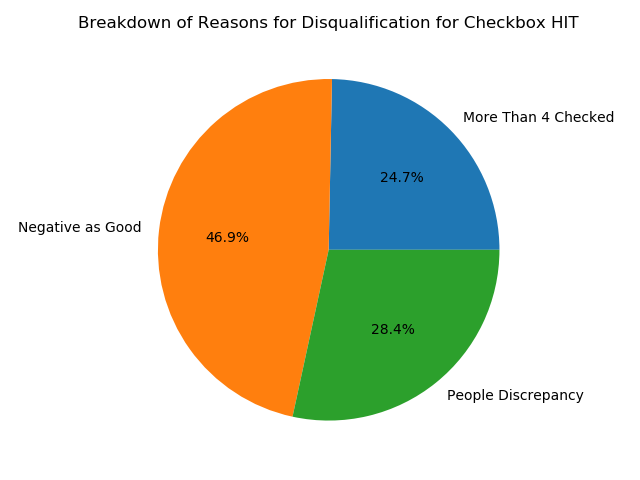 Breakdown of Reasons for Disqualification for Checkbox HIT
More Than 4 Checked
24.7%
Negative as Good
46.9%
28.4%
People Discrepancy